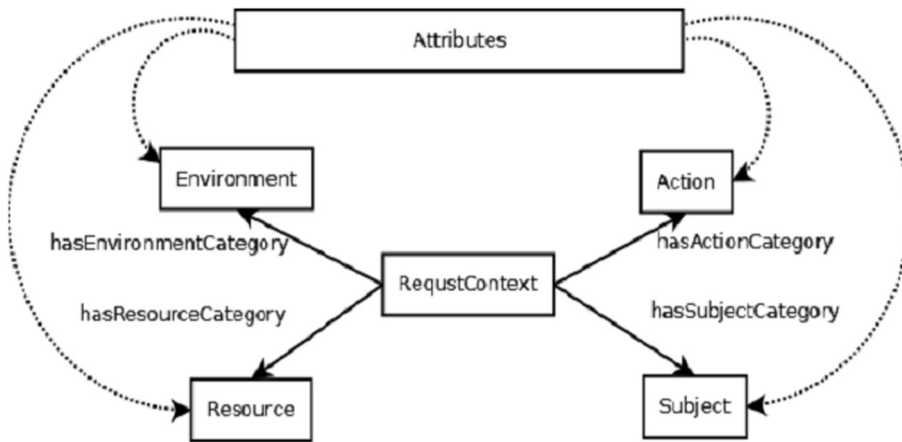 Attributes
Environment
Action
hasEnvironmentCategory
hasActionCategory
RequstContext
hasResourceCategory
hasSubjectCategory
Resource
Subject